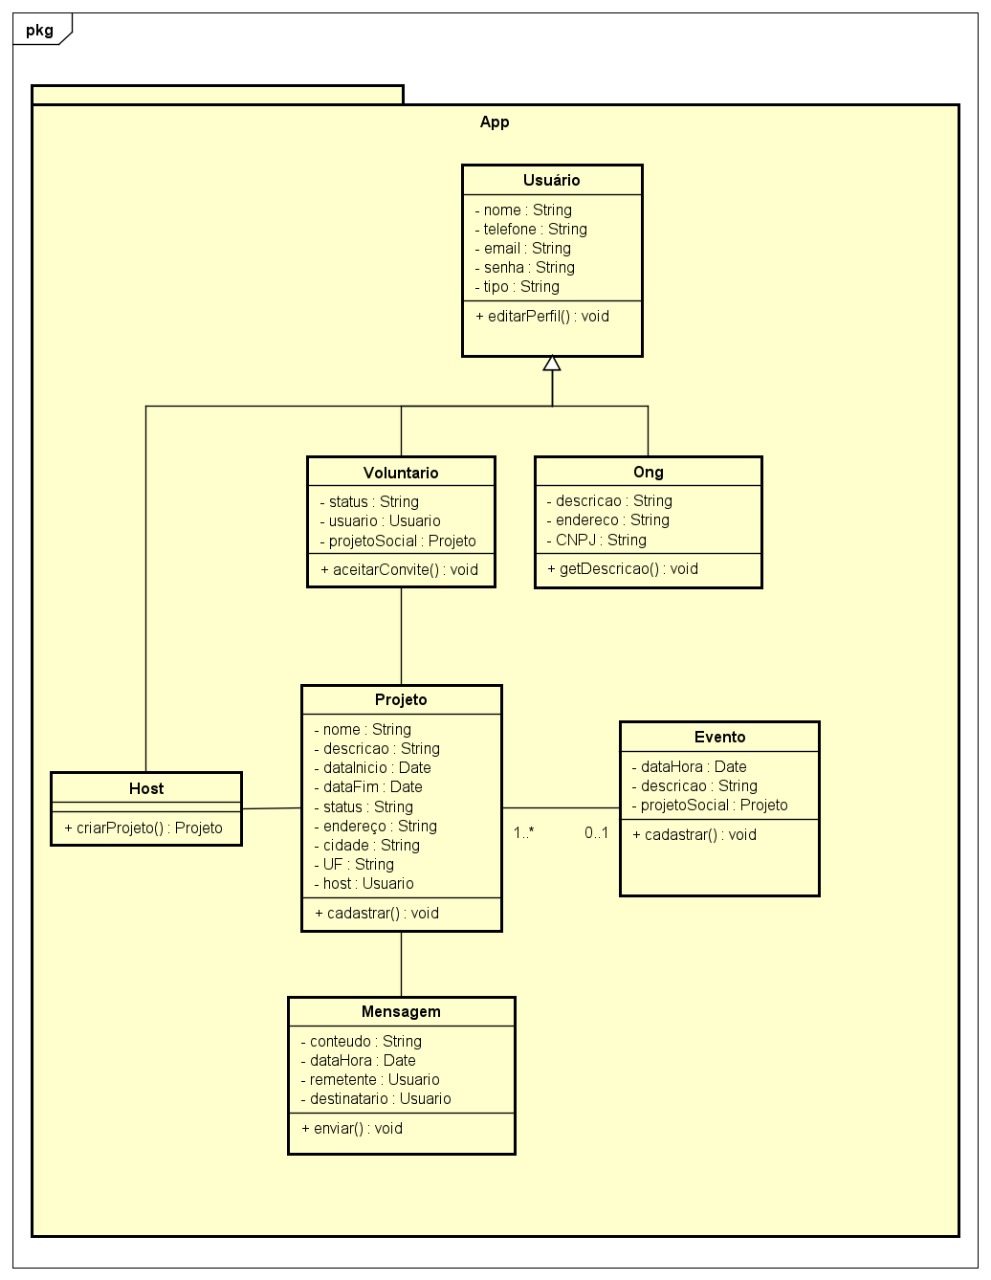 pkg
App
Usuário
- nome : String
- telefone : String
- email : String
- senha : String
- tipo : String
+ editarPerfil() : void
Voluntario
- status : String
- usuario : Usuario
- projetoSocial : Projeto
+ aceitarConvite() : void
Ong
- descricao : String
- endereco : String
- CNPJ : String
+ getDescricao() : void
Projeto
- nome : String
- descricao : String
- dataInicio : Date
- dataFim : Date
- status : String
- endereço : String
- cidade : String
- UF : String
- host : Usuario
+ cadastrar() : void
Evento
- dataHora : Date
- descricao : String
- projetoSocial : Projeto
+ cadastrar() : void
1..*
0..1
Host
+ criarProjeto() : Projeto
Mensagem
- conteudo : String
- dataHora : Date
- remetente : Usuario
- destinatario : Usuario
+ enviar() : void